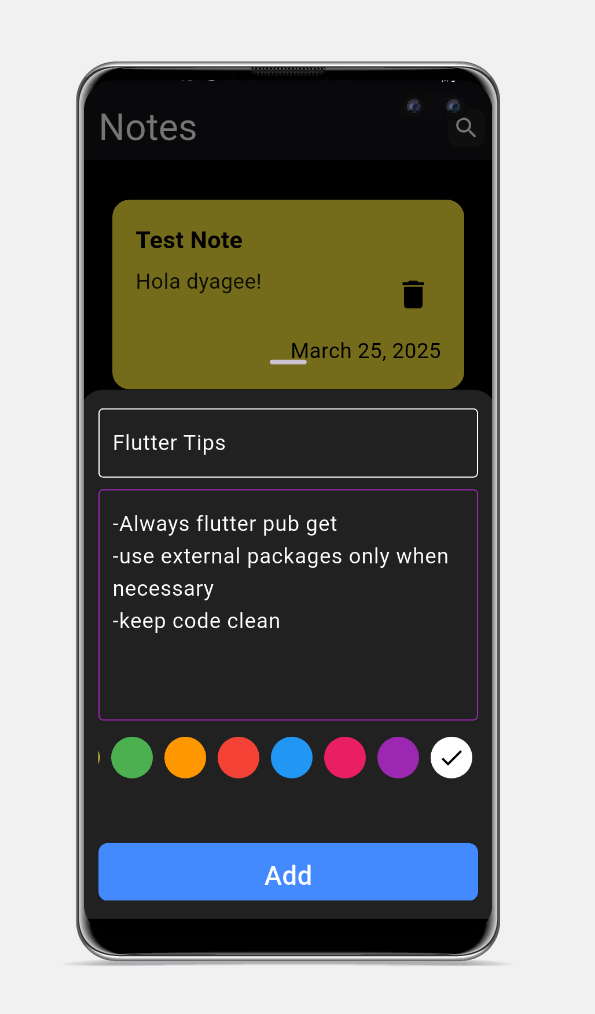 Notes
Test Note
Hola dyagee!
March 25, 2025
Flutter Tips
-Always flutter pub get
-use external packages only when
necessary
-keep code clean
Add